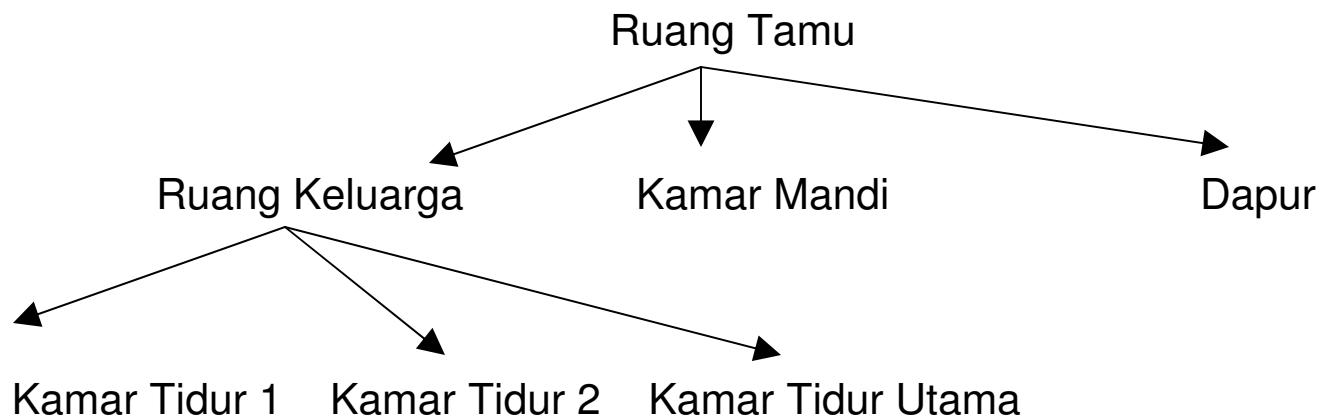 Ruang Tamu
Ruang Keluarga
Kamar Mandi
Dapur
Kamar Tidur 1
Kamar Tidur 2
Kamar Tidur Utama